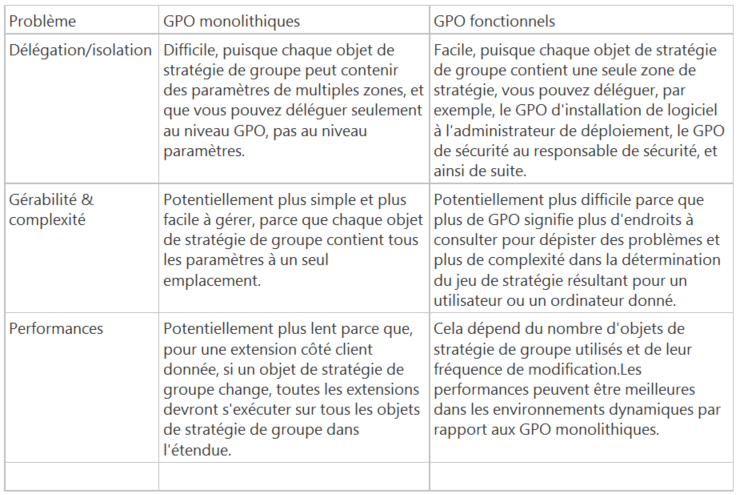 Problème
GPO monolithiques
GPO fonctionnels
Délégation/isolation
Difficile, puisque chaque objet de
stratégie de groupe peut contenir
des paramètres de multiples zones, et
que vous pouvez déléguer seulement
au niveau GPO, pas au niveau
paramètres.
Facile, puisque chaque objet de stratégie
de groupe contient une seule zone de
stratégie, vous pouvez déléguer, par
exemple, le GPO d'installation de logiciel
à l'administrateur de déploiement, le GPO
de sécurité au responsable de sécurité, et
ainsi de suite.
Gérabilité &
complexité
Potentiellement plus simple et plus
facile à gérer, parce que chaque objet
de stratégie de groupe contient tous
les paramètres à un seul
emplacement.
Potentiellement plus difficile parce que
plus de GPO signifie plus d'endroits à
consulter pour dépister des problèmes et
plus de complexité dans la détermination
du jeu de stratégie résultant pour un
utilisateur ou un ordinateur donné.
Performances
Potentiellement plus lent parce que,
pour une extension côté client
donnée, si un objet de stratégie de
groupe change, toutes les extensions
devront s'exécuter sur tous les objets
de stratégie de groupe dans
l'étendue.
Cela dépend du nombre d'objets de
stratégie de groupe utilisés et de leur
fréquence de modification.Les
performances peuvent être meilleures
dans les environnements dynamiques par
rapport aux GPO monolithiques.